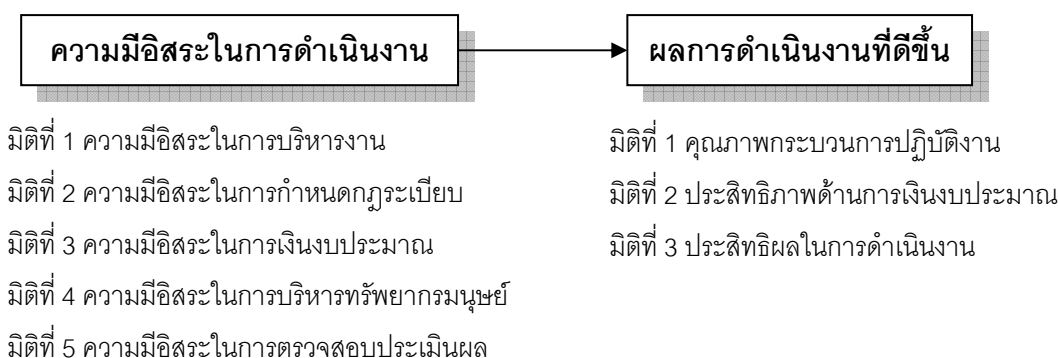 ความมีอิสระในการดำเนินงาน
ผลการดำเนินงานที่ดีขึ้น
มิติที่ 1 ความมีอิสระในการบริหารงาน
มิติที่ 2 ความมีอิสระในการกำหนดกฎระเบียบ
มิติที่ 3 ความมีอิสระในการเงินงบประมาณ
มิติที่ 4 ความมีอิสระในการบริหารทรัพยากรมนุษย์
มิติที่ 5 ความมีอิสระในการตรวจสอบประเมินผล
มิติที่ 1 คุณภาพกระบวนการปฏิบัติงาน
มิติที่ 2 ประสิทธิภาพด้านการเงินงบประมาณ
มิติที่ 3 ประสิทธิผลในการดำเนินงาน